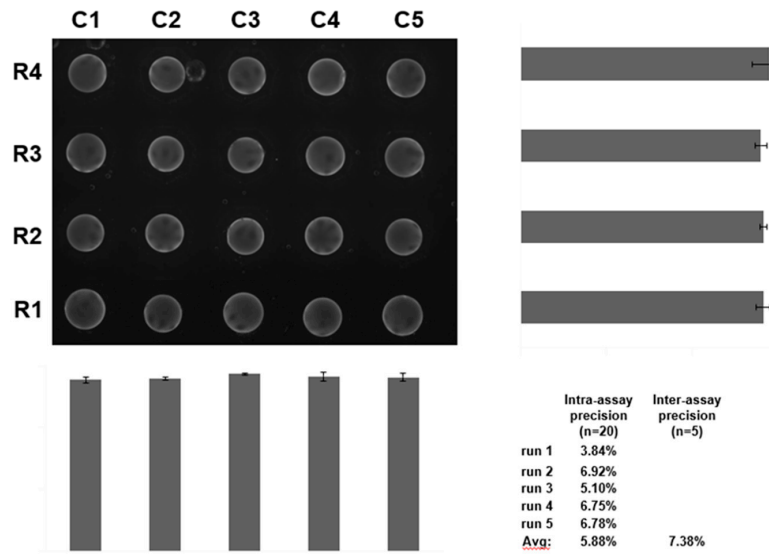 C1 C2 C3 C4 C5
R4
R3
R2
R1
Intra-assay Inter-assay
precision precision
(n=20) (n=5)
run 1 3.84%
run 2 6.92%
run 3 5.10%
run 4 6.75%
run 5 6.78%
Avg: 5.88% 7.38%